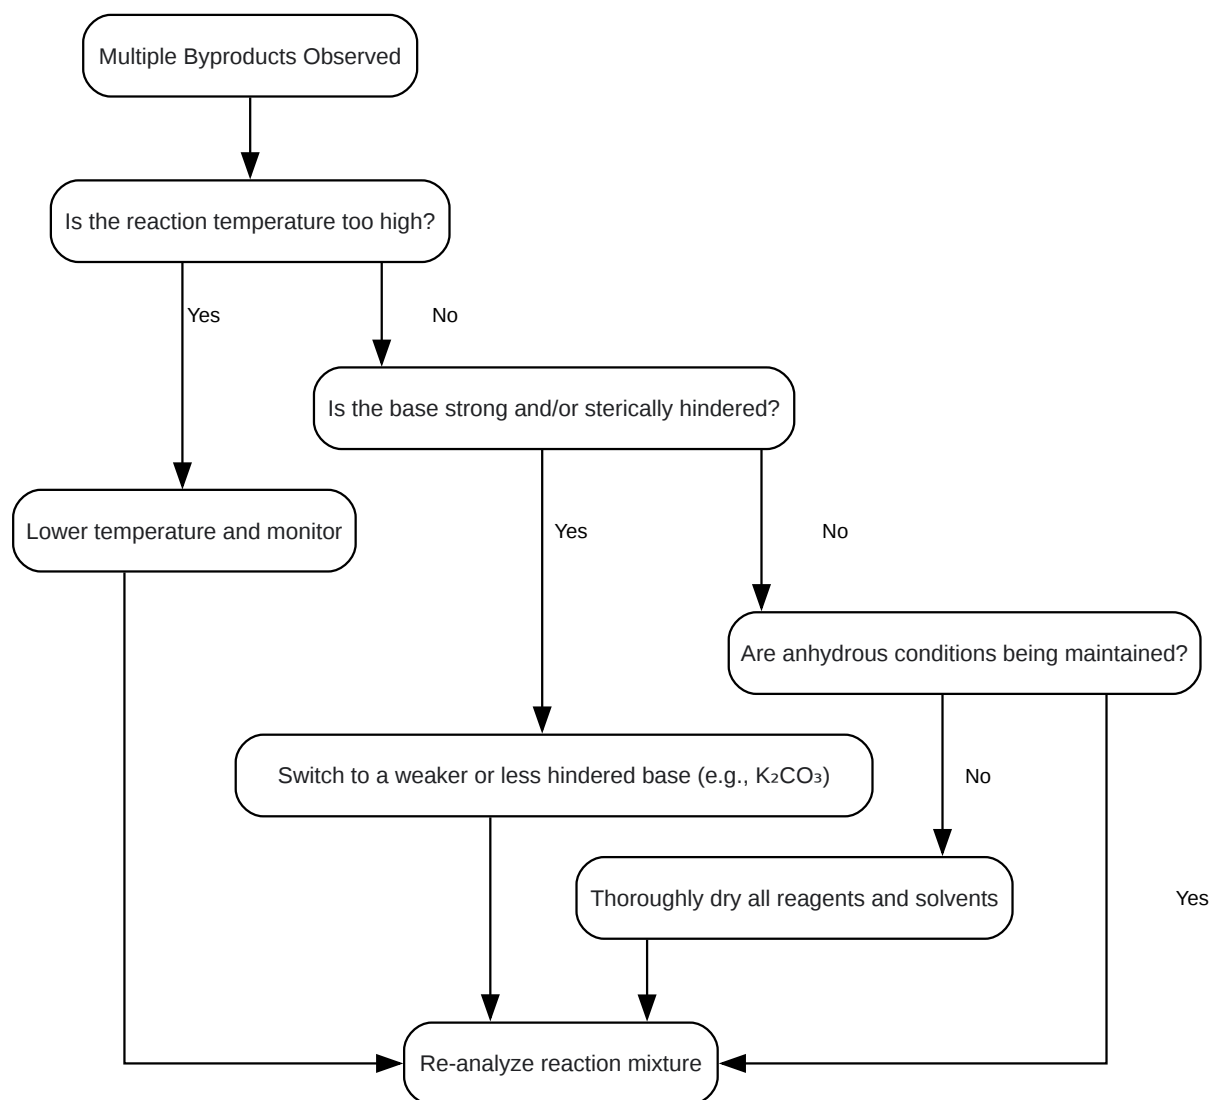 Multiple Byproducts Observed
Is the reaction temperature too high?
Yes
No
Is the base strong and/or sterically hindered?
Lower temperature and monitor
Yes
No
Are anhydrous conditions being maintained?
Switch to a weaker or less hindered base (e.g., K₂CO₃)
No
Thoroughly dry all reagents and solvents
Yes
Re-analyze reaction mixture